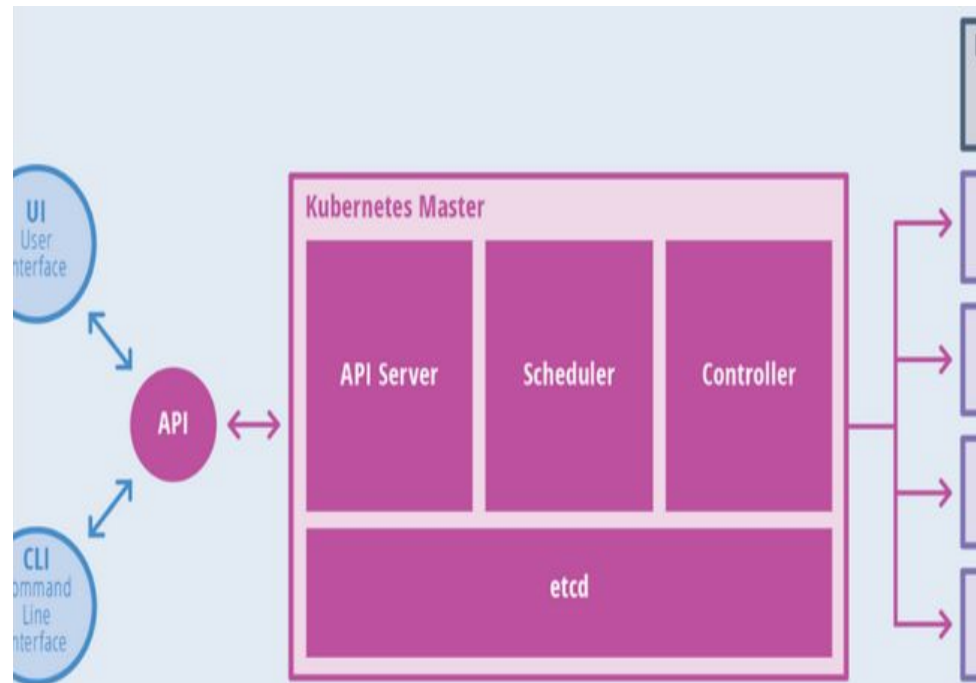 UI
User
nterface
API
CLI
ommand
Line
nterface
Kubernetes Master
API Server
Scheduler
Controller
etcd